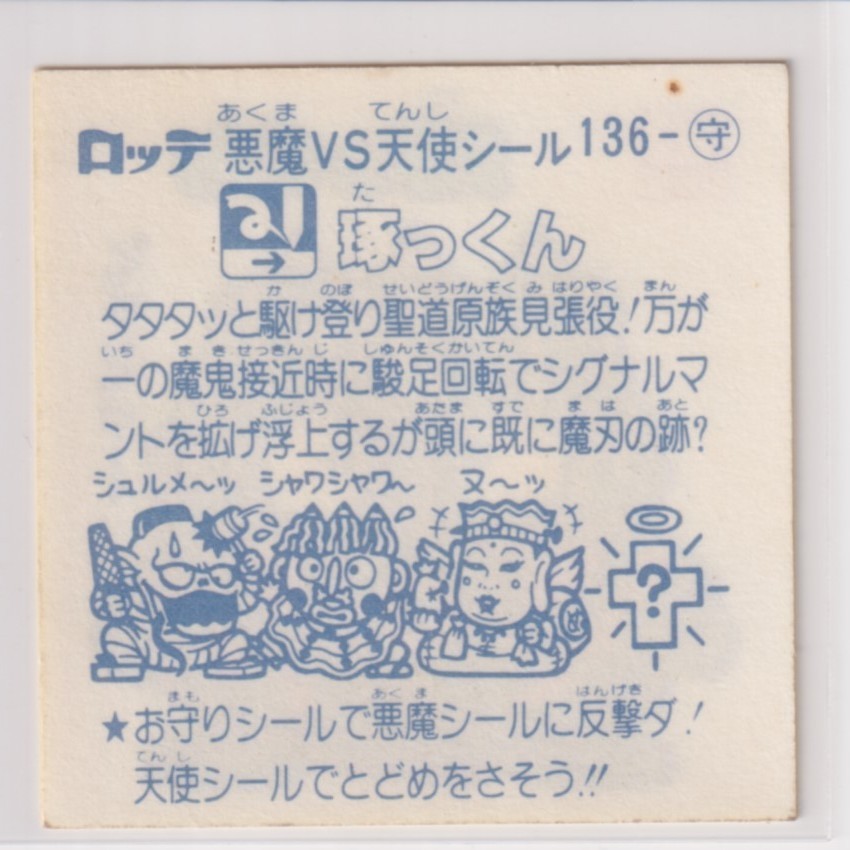 あくま てんし
ロッテ 悪魔VS天使シール136-守
た
琢っくん
か のぼ せいどうげんぞく み はりやく まん
タタタッと駆け登り聖道原族見張役!万が
いち まき せっきん じ しゅんそくかいてん
一の魔鬼接近時に駿足回転でシグナルマ
ひろ ふじょう あたま すで まは あと
ントを拡げ浮上するが頭に既に魔刃の跡?
シュルメ〜ッ シャワシャワ〜 ヌ〜ッ
?
まも あくま はんげき
★お守りシールで悪魔シールに反撃ダ!
てんし
天使シールでとどめをさそう!!